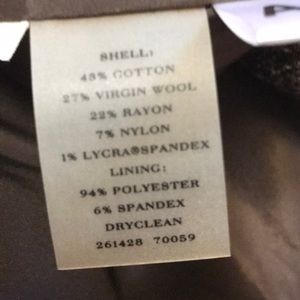 SHELL:
43% COTTON
27% VIRGIN WOOL
22% RAYON
7% NYLON
1% LYCRA®SPANDEX
LINING:
94% POLYESTER
6% SPANDEX
DRYCLEAN
261428 70059